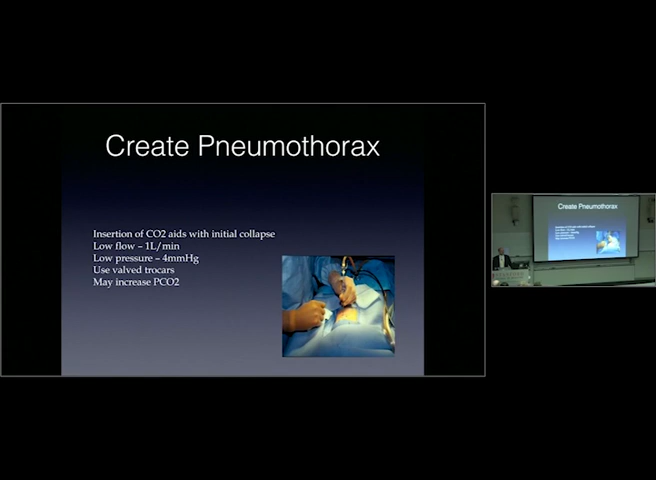 Create Pneumothorax
Insertion of CO2 aids with initial collapse
Low flow – 1L/min
Low pressure – 4mmHg
Use valved trocars
May increase PCO2
Create Pneumothorax